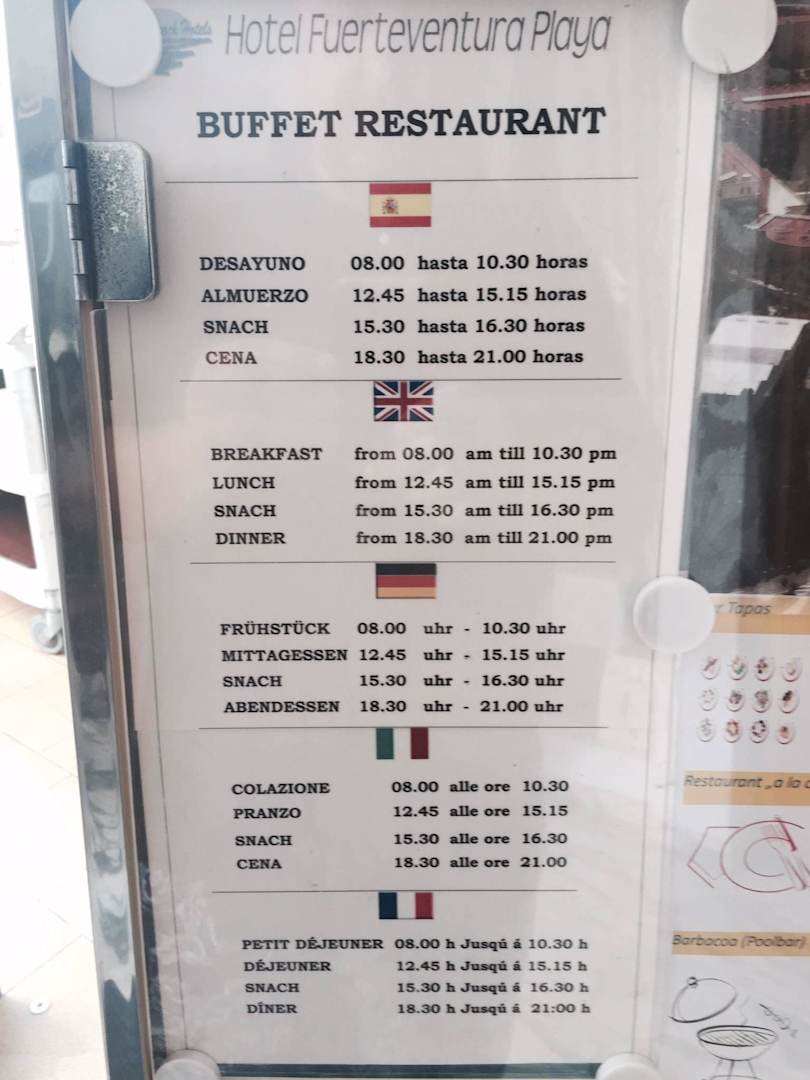 Hotels
Hotel Fuerteventura Playa
BUFFET RESTAURANT
DESAYUNO 08.00 hasta 10.30 horas
ALMUERZO 12.45 hasta 15.15 horas
SNACH 15.30 hasta 16.30 horas
CENA 18.30 hasta 21.00 horas
BREAKFAST from 08.00 am till 10.30 pm
LUNCH from 12.45 am till 15.15 pm
SNACH from 15.30 am till 16.30 pm
DINNER from 18.30 am till 21.00 pm
FRÜHSTÜCK 08.00 uhr - 10.30 uhr
MITTAGESSEN 12.45 uhr - 15.15 uhr
SNACH 15.30 uhr - 16.30 uhr
ABENDESSEN 18.30 uhr - 21.00 uhr
COLAZIONE 08.00 alle ore 10.30
PRANZO 12.45 alle ore 15.15
SNACH 15.30 alle ore 16.30
CENA 18.30 alle ore 21.00
PETIT DÉJEUNER 08.00 h Jusqú á 10.30 h
DÉJEUNER 12.45 h Jusqú á 15.15 h
SNACH 15.30 h Jusqú á 16.30 h
DÎNER 18.30 h Jusqú á 21:00 h
Tapas
Restaurant „a la
Barbacoa (Poolbar)